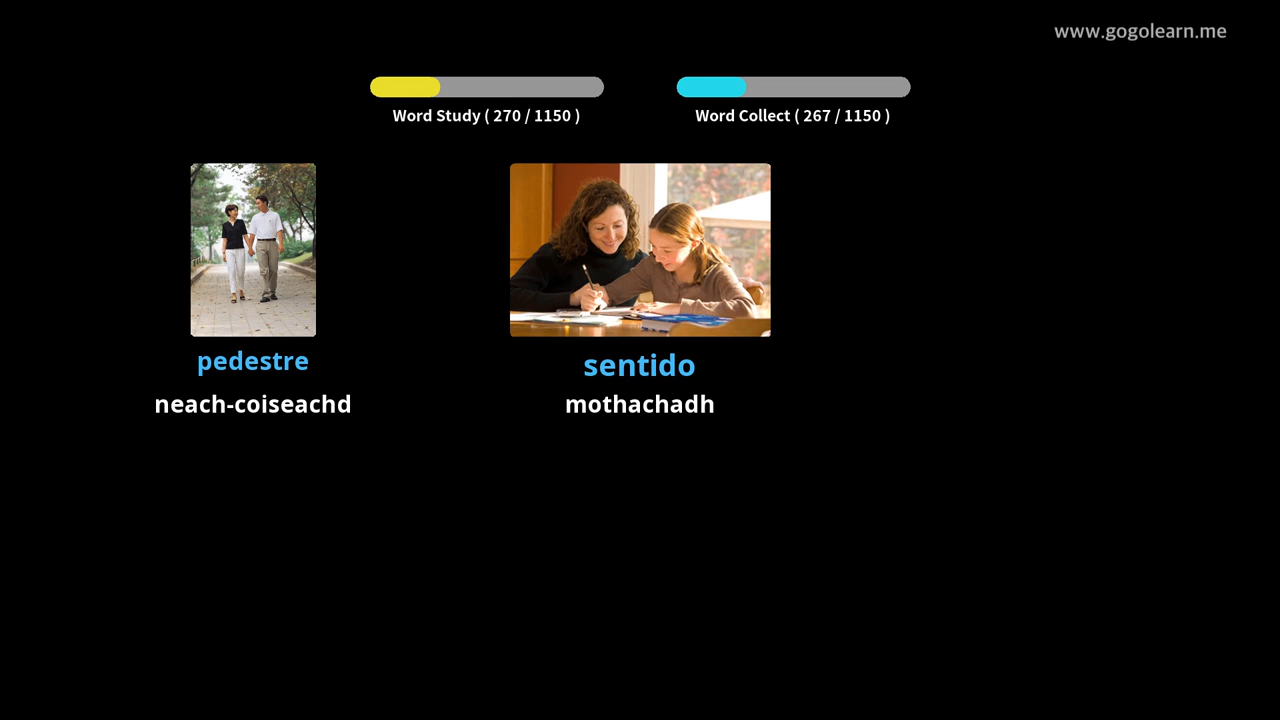 www.gogolearn.me
Word Study ( 270 / 1150 )
Word Collect ( 267 / 1150 )
pedestre
neach-coiseachd
sentido
mothachadh